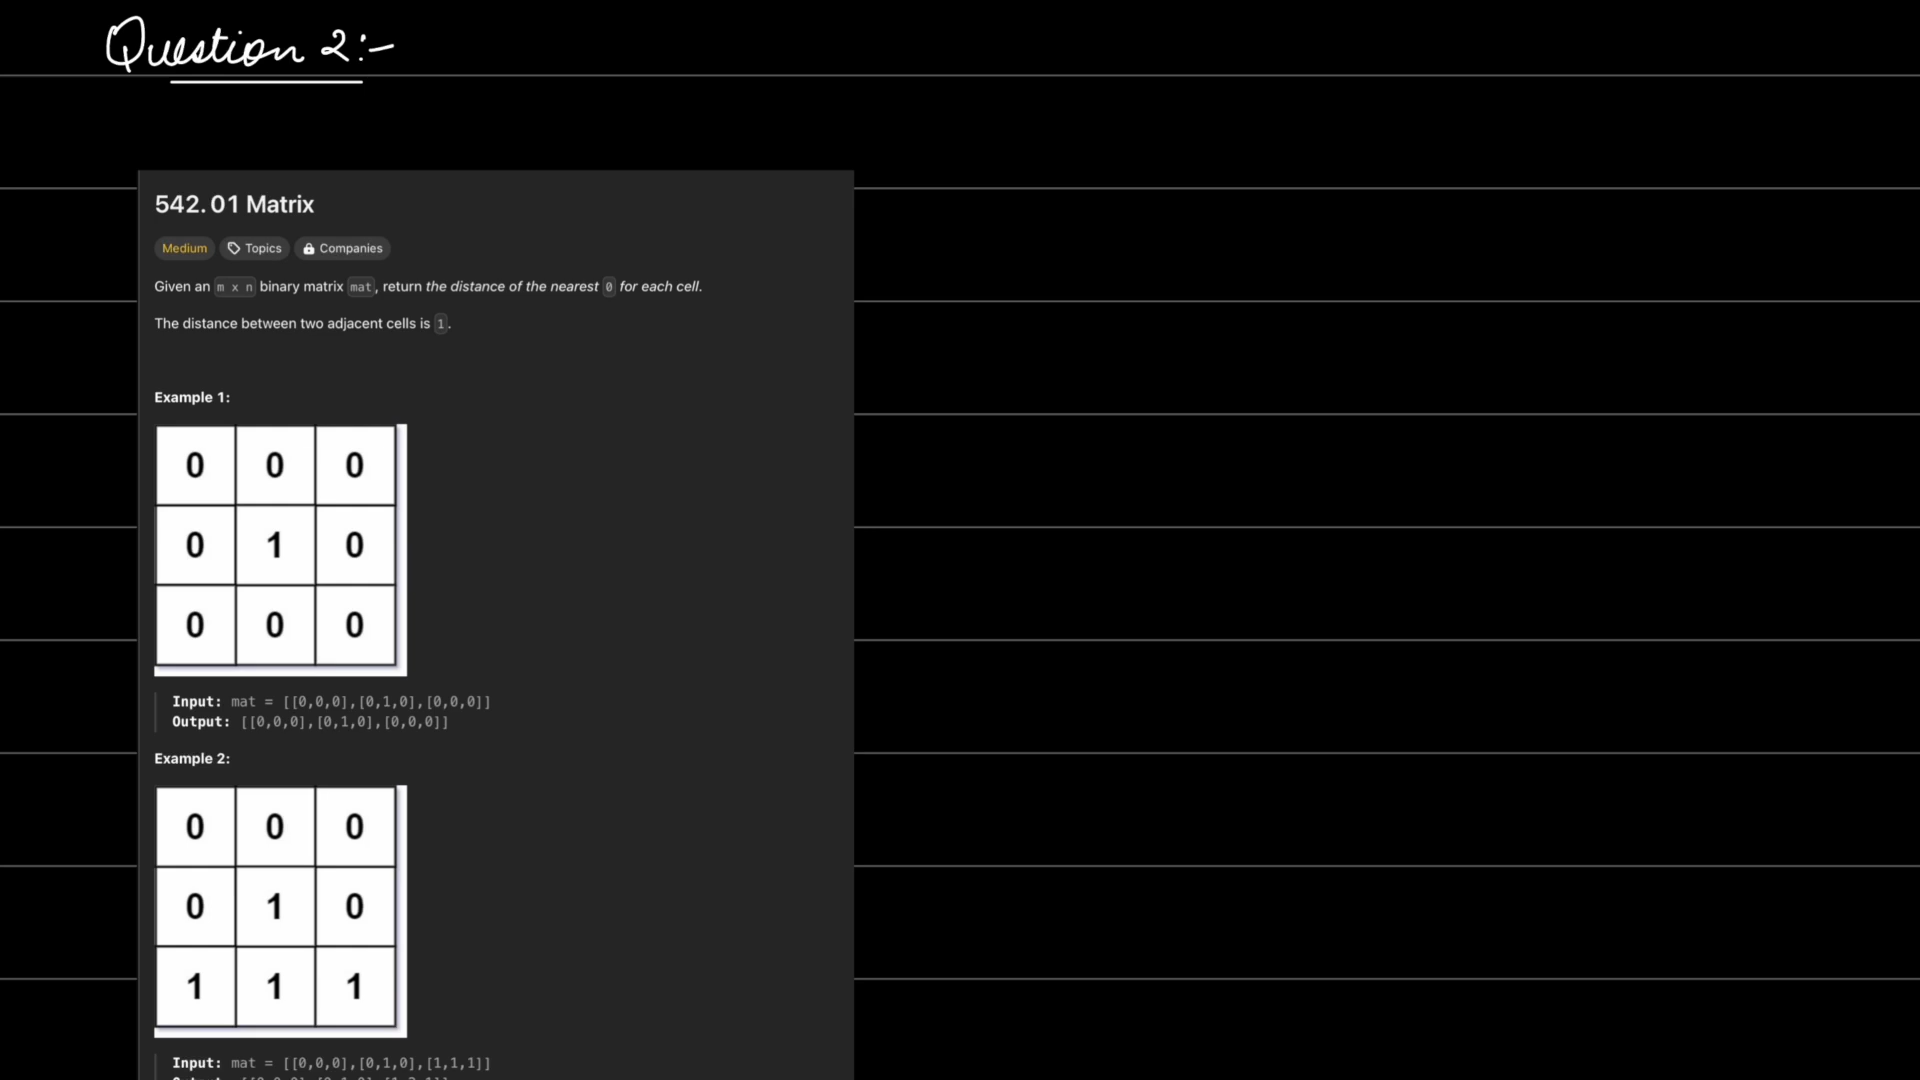 Question 2:-
542. 01 Matrix
Medium Topics Companies
Given an m x n binary matrix mat, return the distance of the nearest 0 for each cell.
The distance between two adjacent cells is 1.
Example 1:
0 0 0
0 1 0
0 0 0
Input: mat = [[0,0,0],[0,1,0],[0,0,0]]
Output: [[0,0,0],[0,1,0],[0,0,0]]
Example 2:
0 0 0
0 1 0
1 1 1
Input: mat = [[0,0,0],[0,1,0],[1,1,1]]